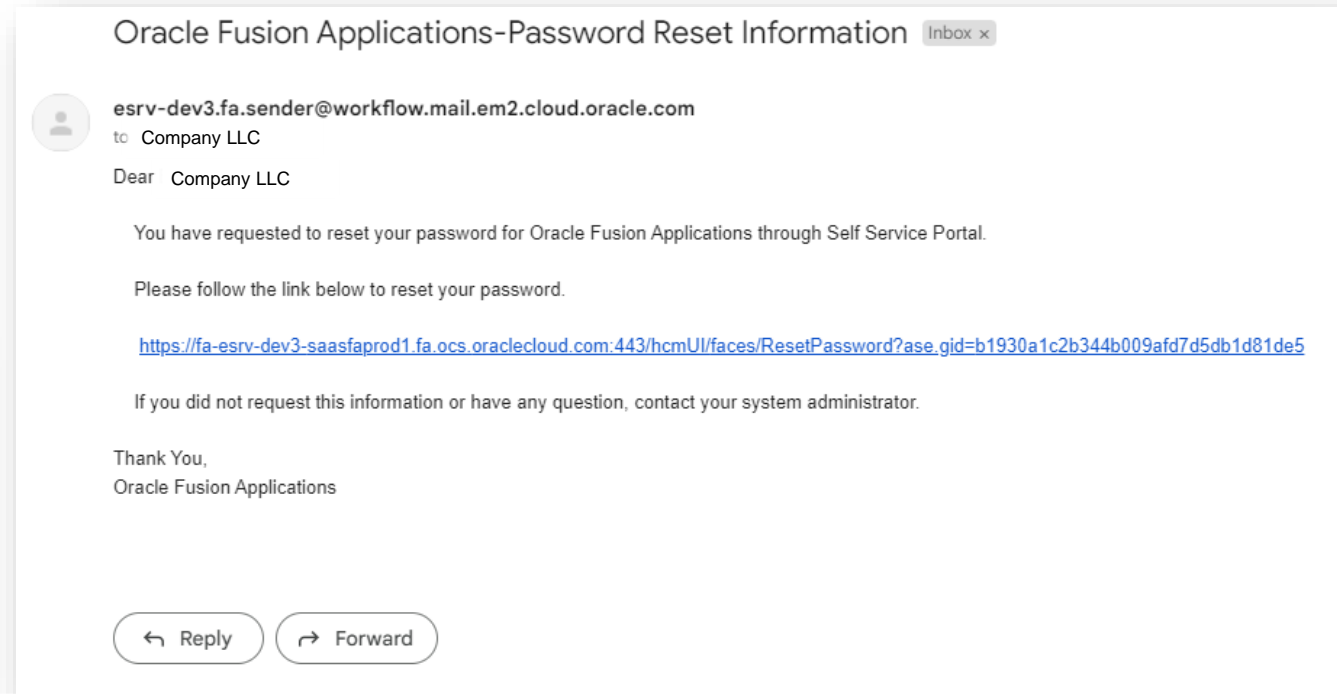 Oracle Fusion Applications-Password Reset Information Inbox ×
esrv-dev3.fa.sender@workflow.mail.em2.cloud.oracle.com
to Company LLC
Dear Company LLC
You have requested to reset your password for Oracle Fusion Applications through Self Service Portal.
Please follow the link below to reset your password.
https://fa-esrv-dev3-saasfaprod1.fa.ocs.oraclecloud.com:443/hcmUI/faces/ResetPassword?ase.gid=b1930a1c2b344b009afd7d5db1d81de5
If you did not request this information or have any question, contact your system administrator.
Thank You,
Oracle Fusion Applications
Reply Forward